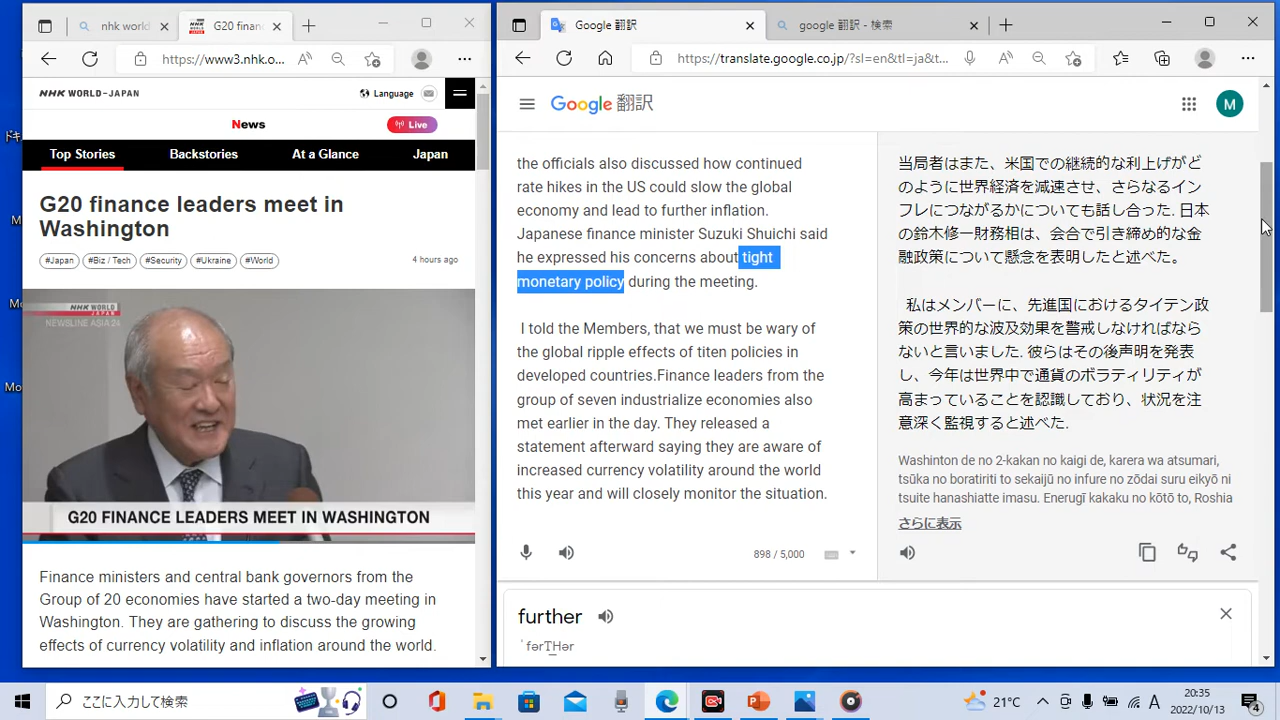 nhk world
G20 finan
https://www3.nhk.o...
NHK WORLD-JAPAN
Language
News
Live
Top Stories
Backstories
At a Glance
Japan
G20 finance leaders meet in
Washington
#Japan
#Biz / Tech
#Security
#Ukraine
#World
4 hours ago
NHK WORLD
NEWSLINE ASIA 24
G20 FINANCE LEADERS MEET IN WASHINGTON
Finance ministers and central bank governors from the
Group of 20 economies have started a two-day meeting in
Washington. They are gathering to discuss the growing
effects of currency volatility and inflation around the world.
Google 翻訳
google 翻訳 - 検索
https://translate.google.co.jp/?sl=en&tl=ja&t...
Google 翻訳
M
the officials also discussed how continued
rate hikes in the US could slow the global
economy and lead to further inflation.
Japanese finance minister Suzuki Shuichi said
he expressed his concerns about tight
monetary policy during the meeting.
I told the Members, that we must be wary of
the global ripple effects of titen policies in
developed countries.Finance leaders from the
group of seven industrialize economies also
met earlier in the day. They released a
statement afterward saying they are aware of
increased currency volatility around the world
this year and will closely monitor the situation.
898 / 5,000
当局者はまた、米国での継続的な利上げがど
のように世界経済を減速させ、さらなるイン
フレにつながるかについても話し合った. 日本
の鈴木修一財務相は、会合で引き締め的な金
融政策について懸念を表明したと述べた。
私はメンバーに、先進国におけるタイテン政
策の世界的な波及効果を警戒しなければなら
ないと言いました. 彼らはその後声明を発表
し、今年は世界中で通貨のボラティリティが
高まっていることを認識しており、状況を注
意深く監視すると述べた.
Washinton de no 2-kakan no kaigi de, karera wa atsumari,
tsūka no boratiriti to sekaijū no infure no zōdai suru eikyō ni
tsuite hanashiatte imasu. Enerugī kakaku no kōtō to, Roshia
さらに表示
further
ˈfərT͟Hər
ここに入力して検索
21°C
A
20:35
2022/10/13
4